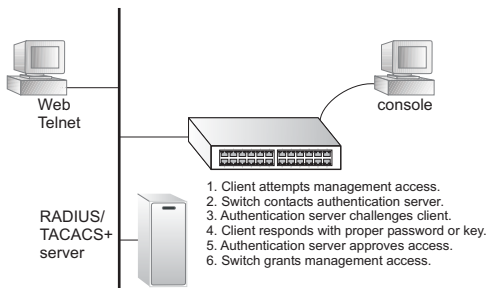 Web
Telnet
console
RADIUS/
TACACS+
server
1. Client attempts management access.
2. Switch contacts authentication server.
3. Authentication server challenges client.
4. Client responds with proper password or key.
5. Authentication server approves access.
6. Switch grants management access.